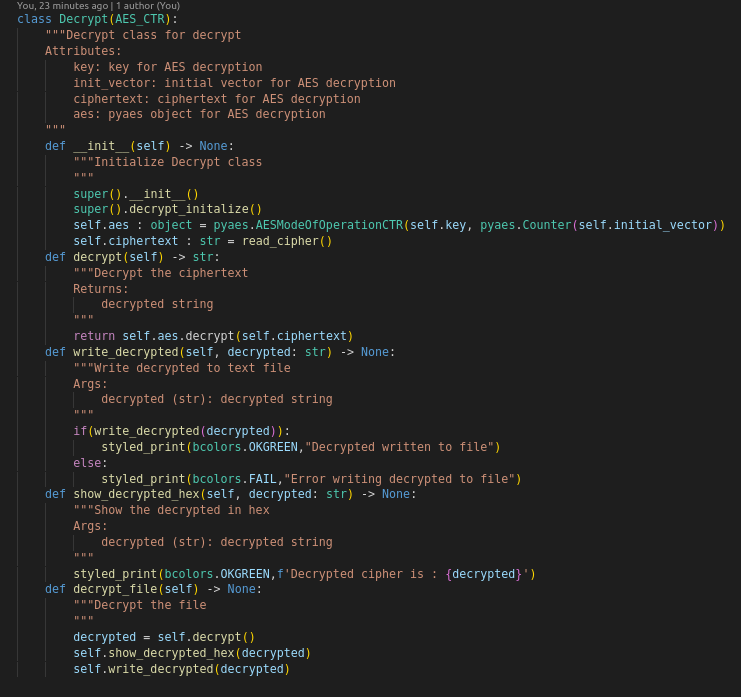 You, 23 minutes ago | 1 author (You)
class Decrypt(AES_CTR):
    """Decrypt class for decrypt
    Attributes:
        key: key for AES decryption
        init_vector: initial vector for AES decryption
        ciphertext: ciphertext for AES decryption
        aes: pyaes object for AES decryption
    """
    def __init__(self) -> None:
        """Initialize Decrypt class
        """
        super().__init__()
        super().decrypt_initalize()
        self.aes : object = pyaes.AESModeOfOperationCTR(self.key, pyaes.Counter(self.initial_vector))
        self.ciphertext : str = read_cipher()
    def decrypt(self) -> str:
        """Decrypt the ciphertext
        Returns:
            decrypted string
        """
        return self.aes.decrypt(self.ciphertext)
    def write_decrypted(self, decrypted: str) -> None:
        """Write decrypted to text file
        Args:
            decrypted (str): decrypted string
        """
        if(write_decrypted(decrypted)):
            styled_print(bcolors.OKGREEN,"Decrypted written to file")
        else:
            styled_print(bcolors.FAIL,"Error writing decrypted to file")
    def show_decrypted_hex(self, decrypted: str) -> None:
        """Show the decrypted in hex
        Args:
            decrypted (str): decrypted string
        """
        styled_print(bcolors.OKGREEN,f'Decrypted cipher is : {decrypted}')
    def decrypt_file(self) -> None:
        """Decrypt the file
        """
        decrypted = self.decrypt()
        self.show_decrypted_hex(decrypted)
        self.write_decrypted(decrypted)